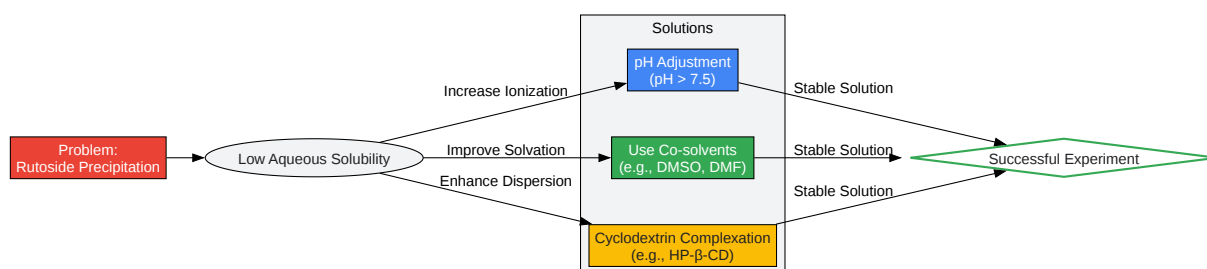 Solutions
Problem:
Rutoside Precipitation
Low Aqueous Solubility
Increase Ionization
Improve Solvation
Enhance Dispersion
pH Adjustment
(pH > 7.5)
Use Co-solvents
(e.g., DMSO, DMF)
Cyclodextrin Complexation
(e.g., HP-β-CD)
Stable Solution
Stable Solution
Stable Solution
Successful Experiment